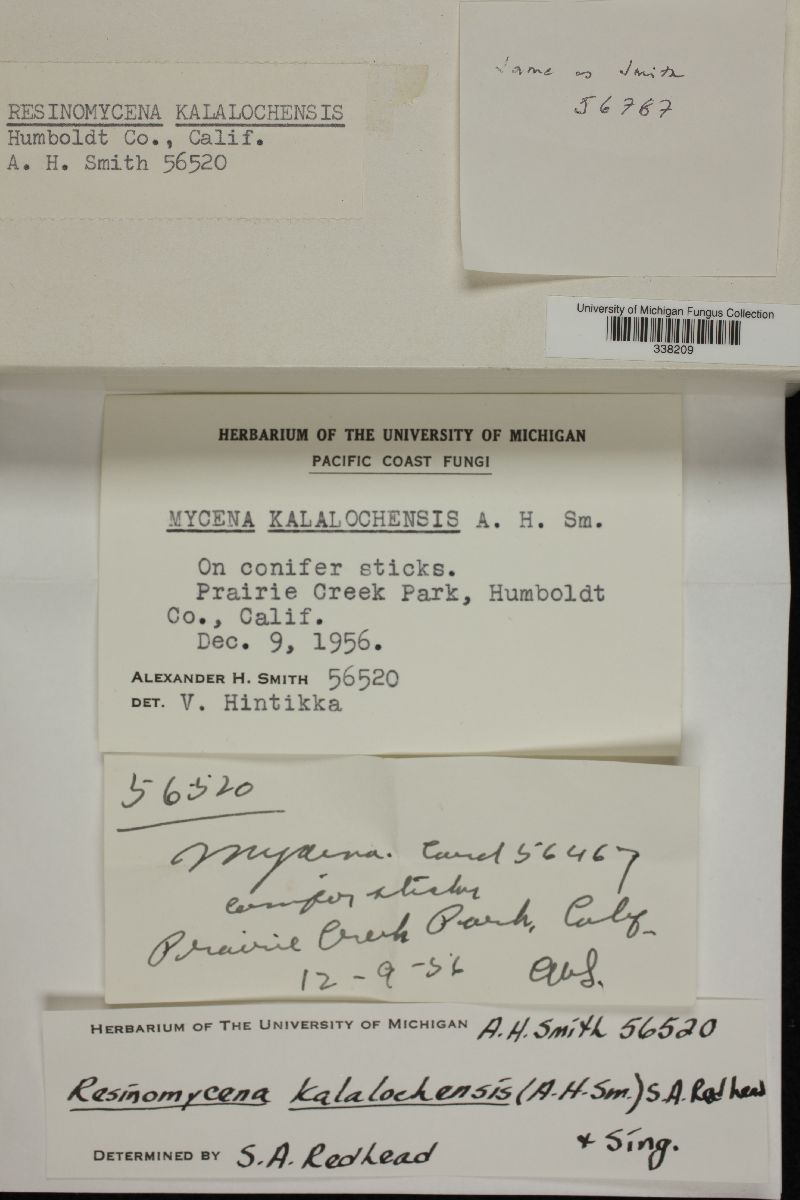 RESINOMYCENA KALALOCHENSIS
Humboldt Co., Calif.
A. H. Smith 56520
Same as Smith
56787
University of Michigan Fungus Collection
338209
HERBARIUM OF THE UNIVERSITY OF MICHIGAN
PACIFIC COAST FUNGI
MYCENA KALALOCHENSIS A. H. Sm.
On conifer sticks.
Prairie Creek Park, Humboldt
Co., Calif.
Dec. 9, 1956.
ALEXANDER H. SMITH 56520
DET. V. Hintikka
56520
Mycena. Card 56467
conifer sticks
Prairie Creek Park, Calif.
12-9-56 AHS.
HERBARIUM OF THE UNIVERSITY OF MICHIGAN A.H. Smith 56520
Resinomycena kalalochensis (A.H.Sm.) S.A. Redhead
+ Sing.
DETERMINED BY S.A. Redhead